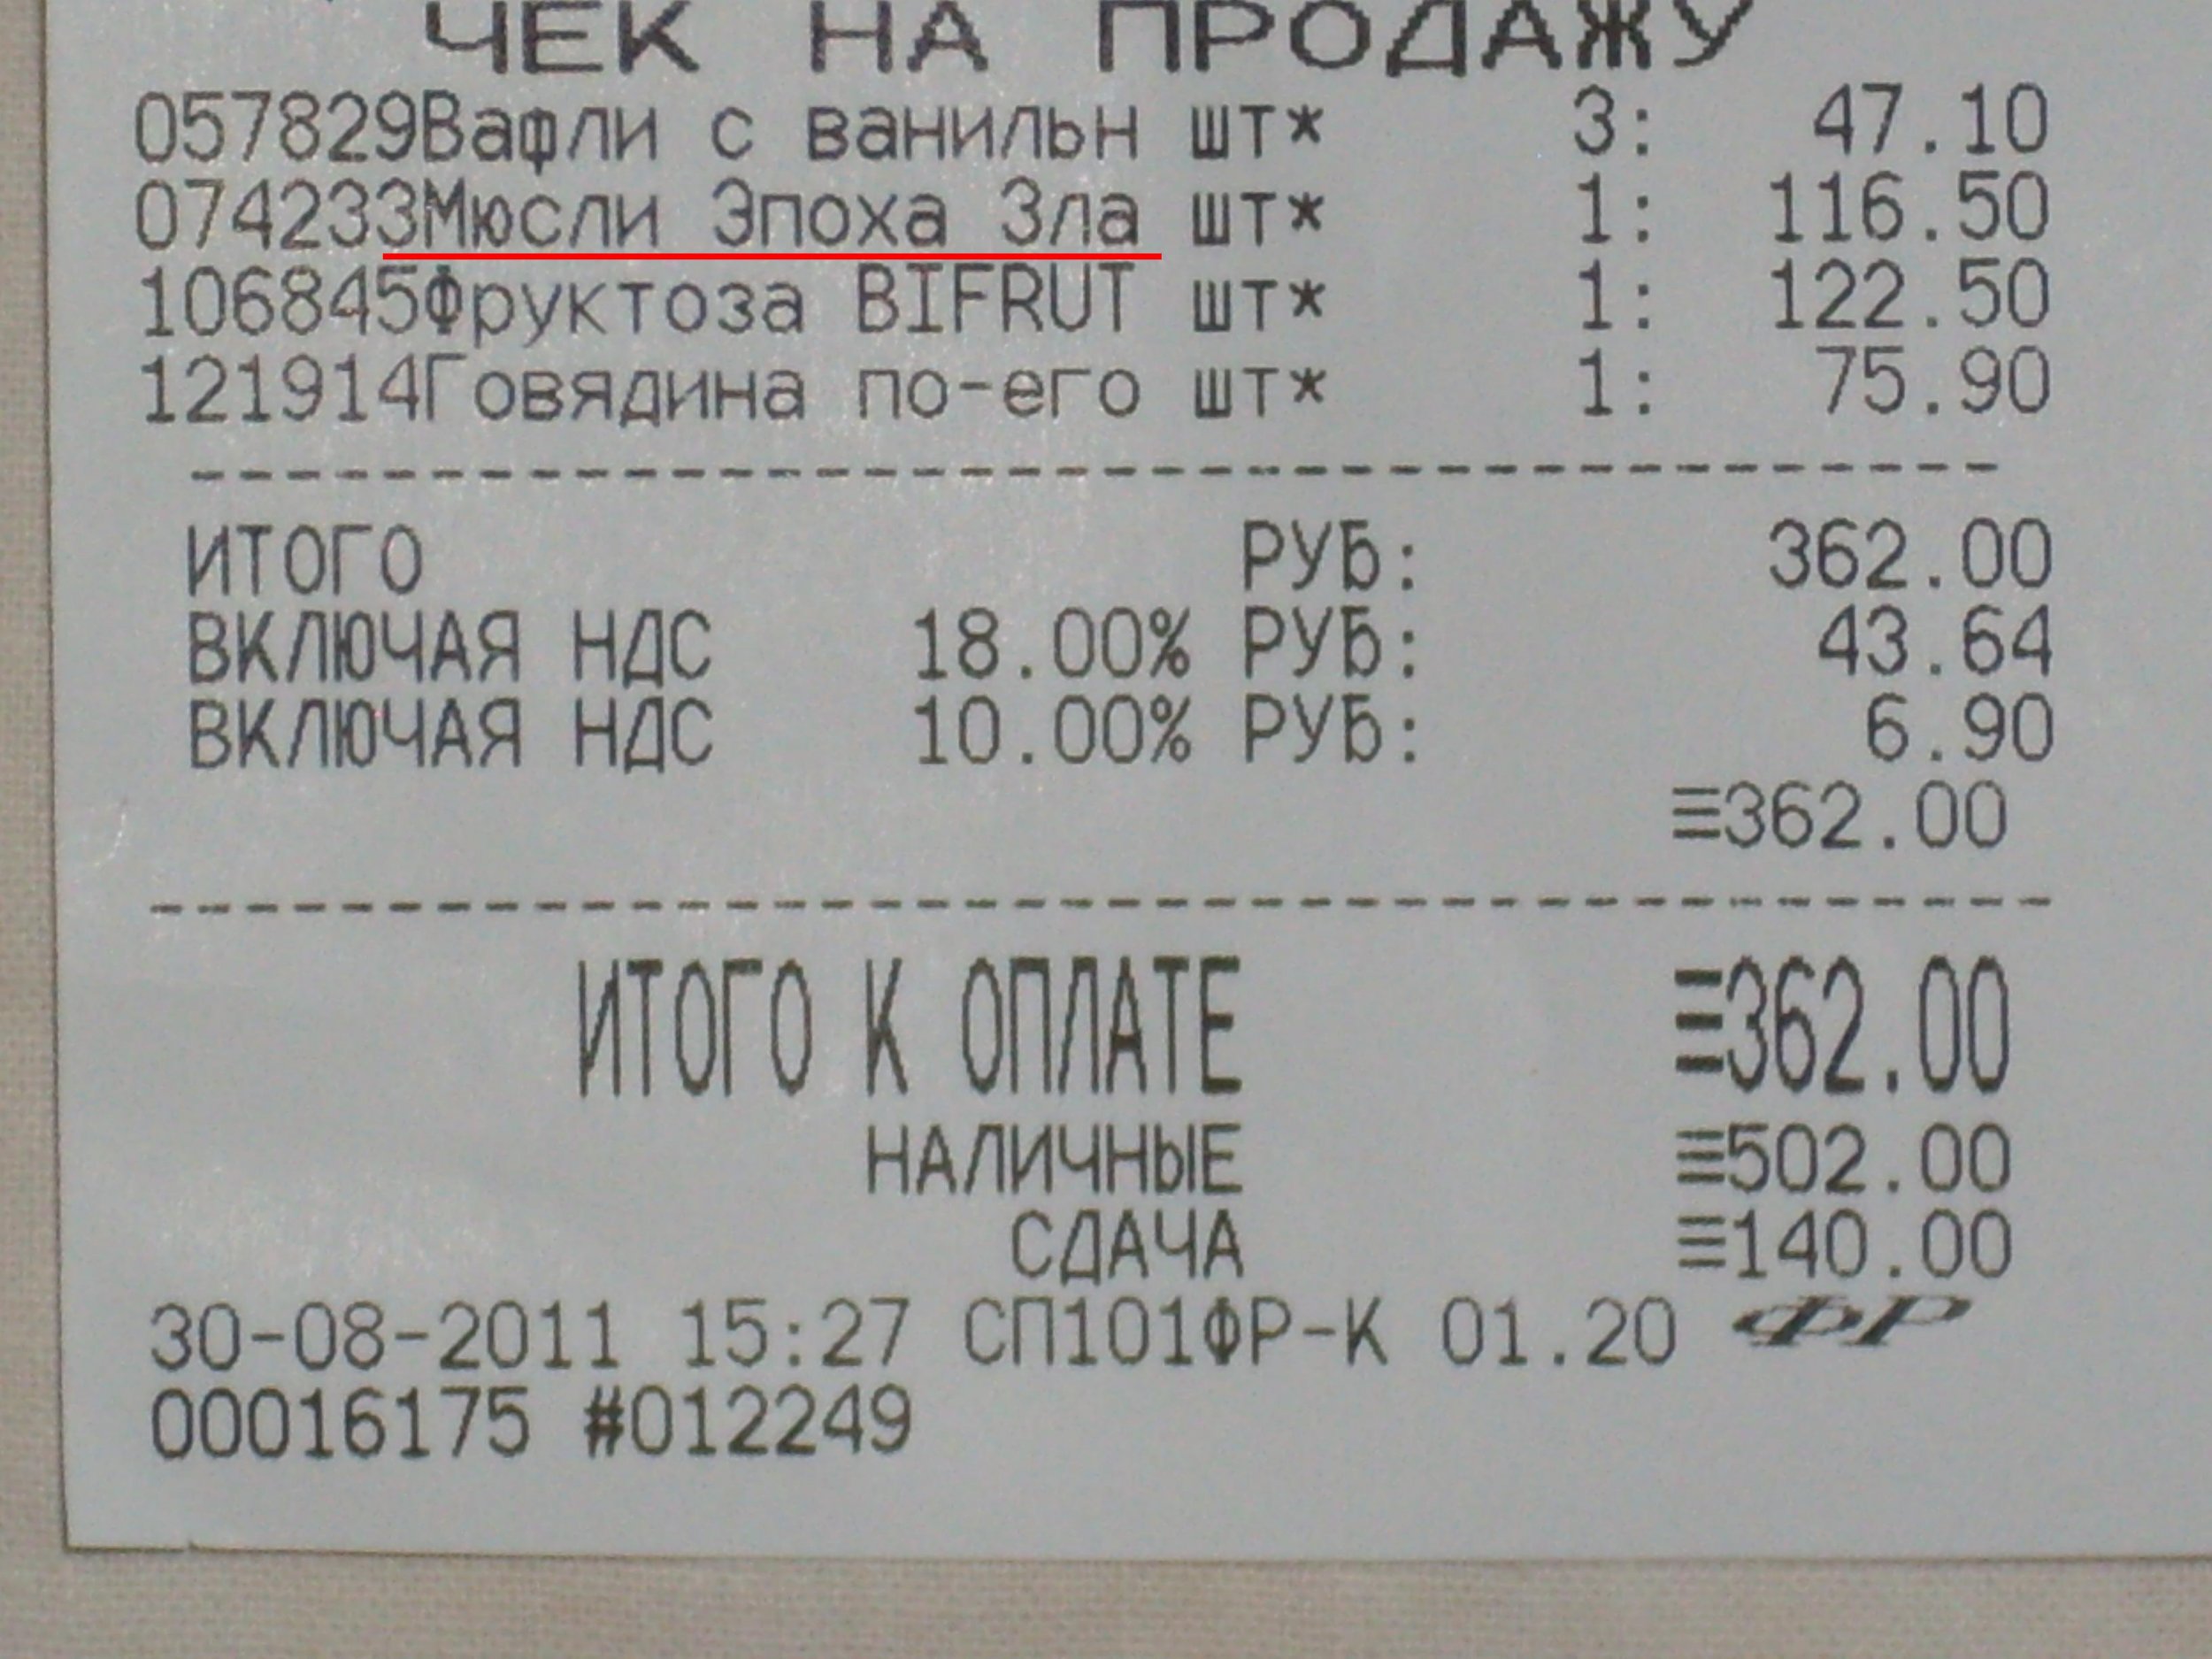 ЧЕК НА ПРОДАЖУ
057829Вафли с ванильн шт* 3: 47.10
074233Мюсли Эпоха Зла шт* 1: 116.50
106845Фруктоза BIFRUT шт* 1: 122.50
121914Говядина по-его шт* 1: 75.90
ИТОГО РУБ: 362.00
ВКЛЮЧАЯ НДС 18.00% РУБ: 43.64
ВКЛЮЧАЯ НДС 10.00% РУБ: 6.90
≡362.00
ИТОГО К ОПЛАТЕ ≡362.00
НАЛИЧНЫЕ ≡502.00
СДАЧА ≡140.00
30-08-2011 15:27 СП101ФР-К 01.20 ФР
00016175 #012249